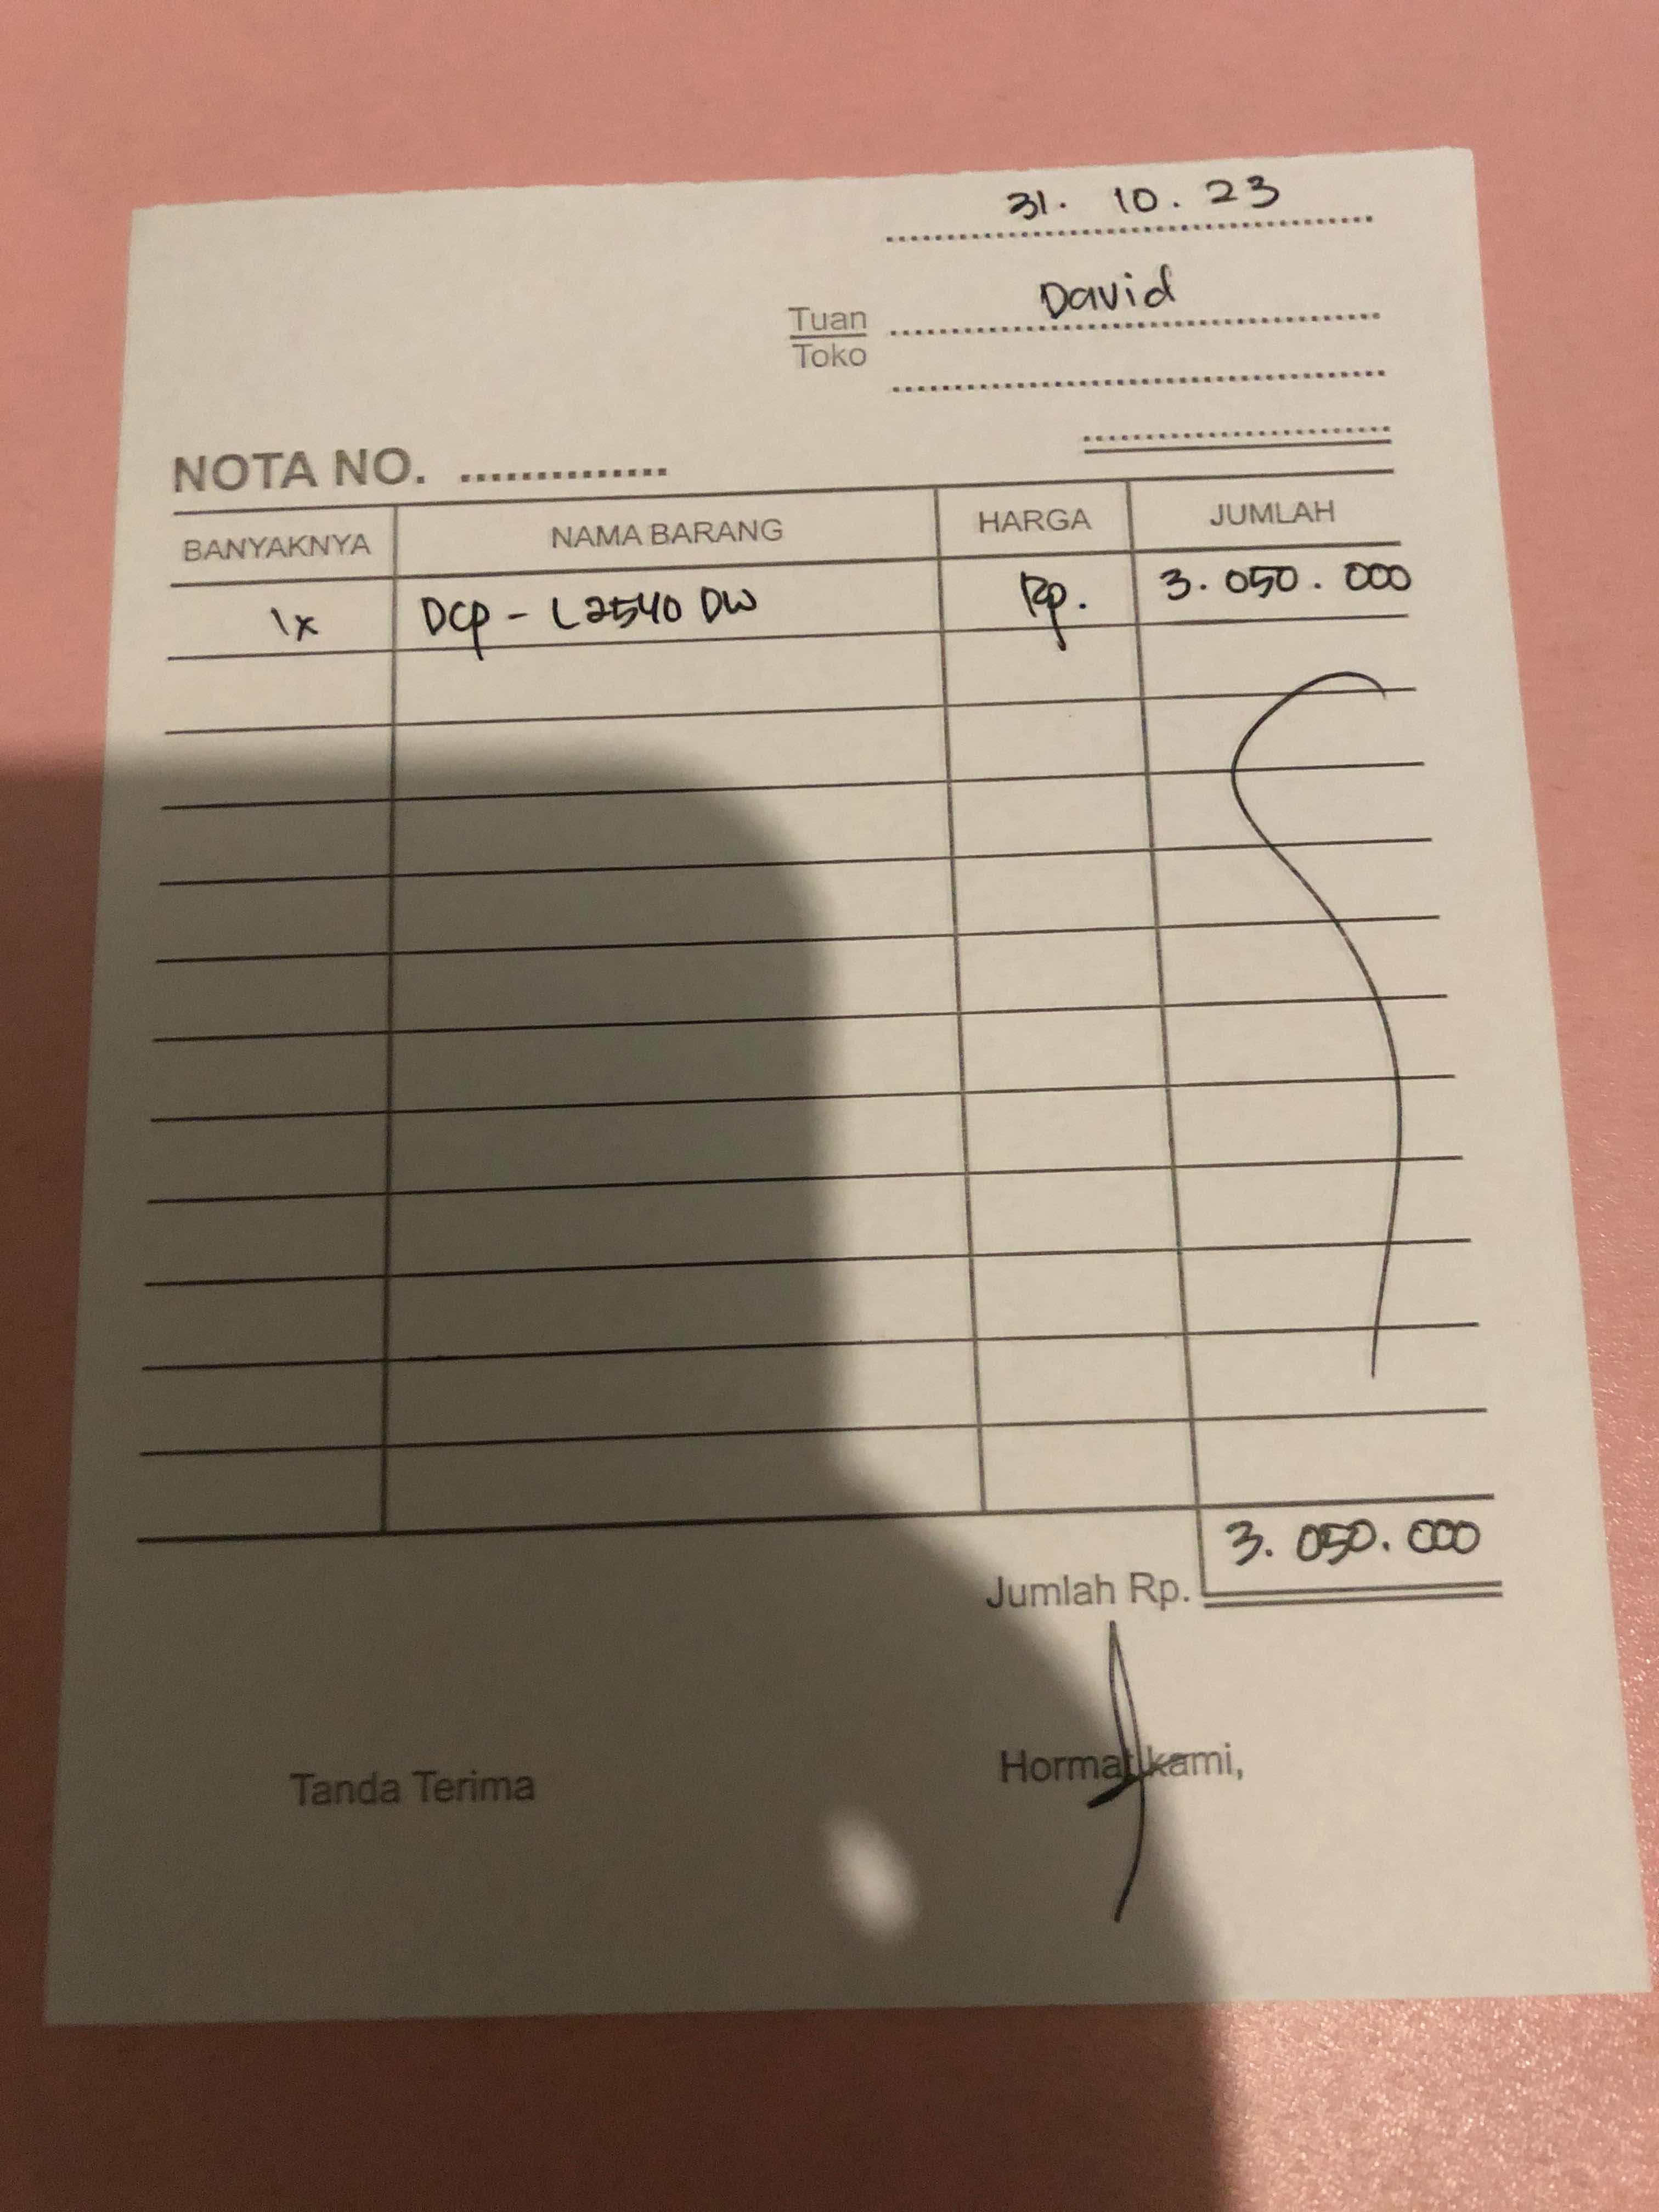 31. 10. 23
Tuan David
Toko
NOTA NO. ...............
BANYAKNYA NAMA BARANG HARGA JUMLAH
1x DCP - L2540 DW Rp. 3.050.000
Jumlah Rp. 3.050.000
Tanda Terima Hormat kami,